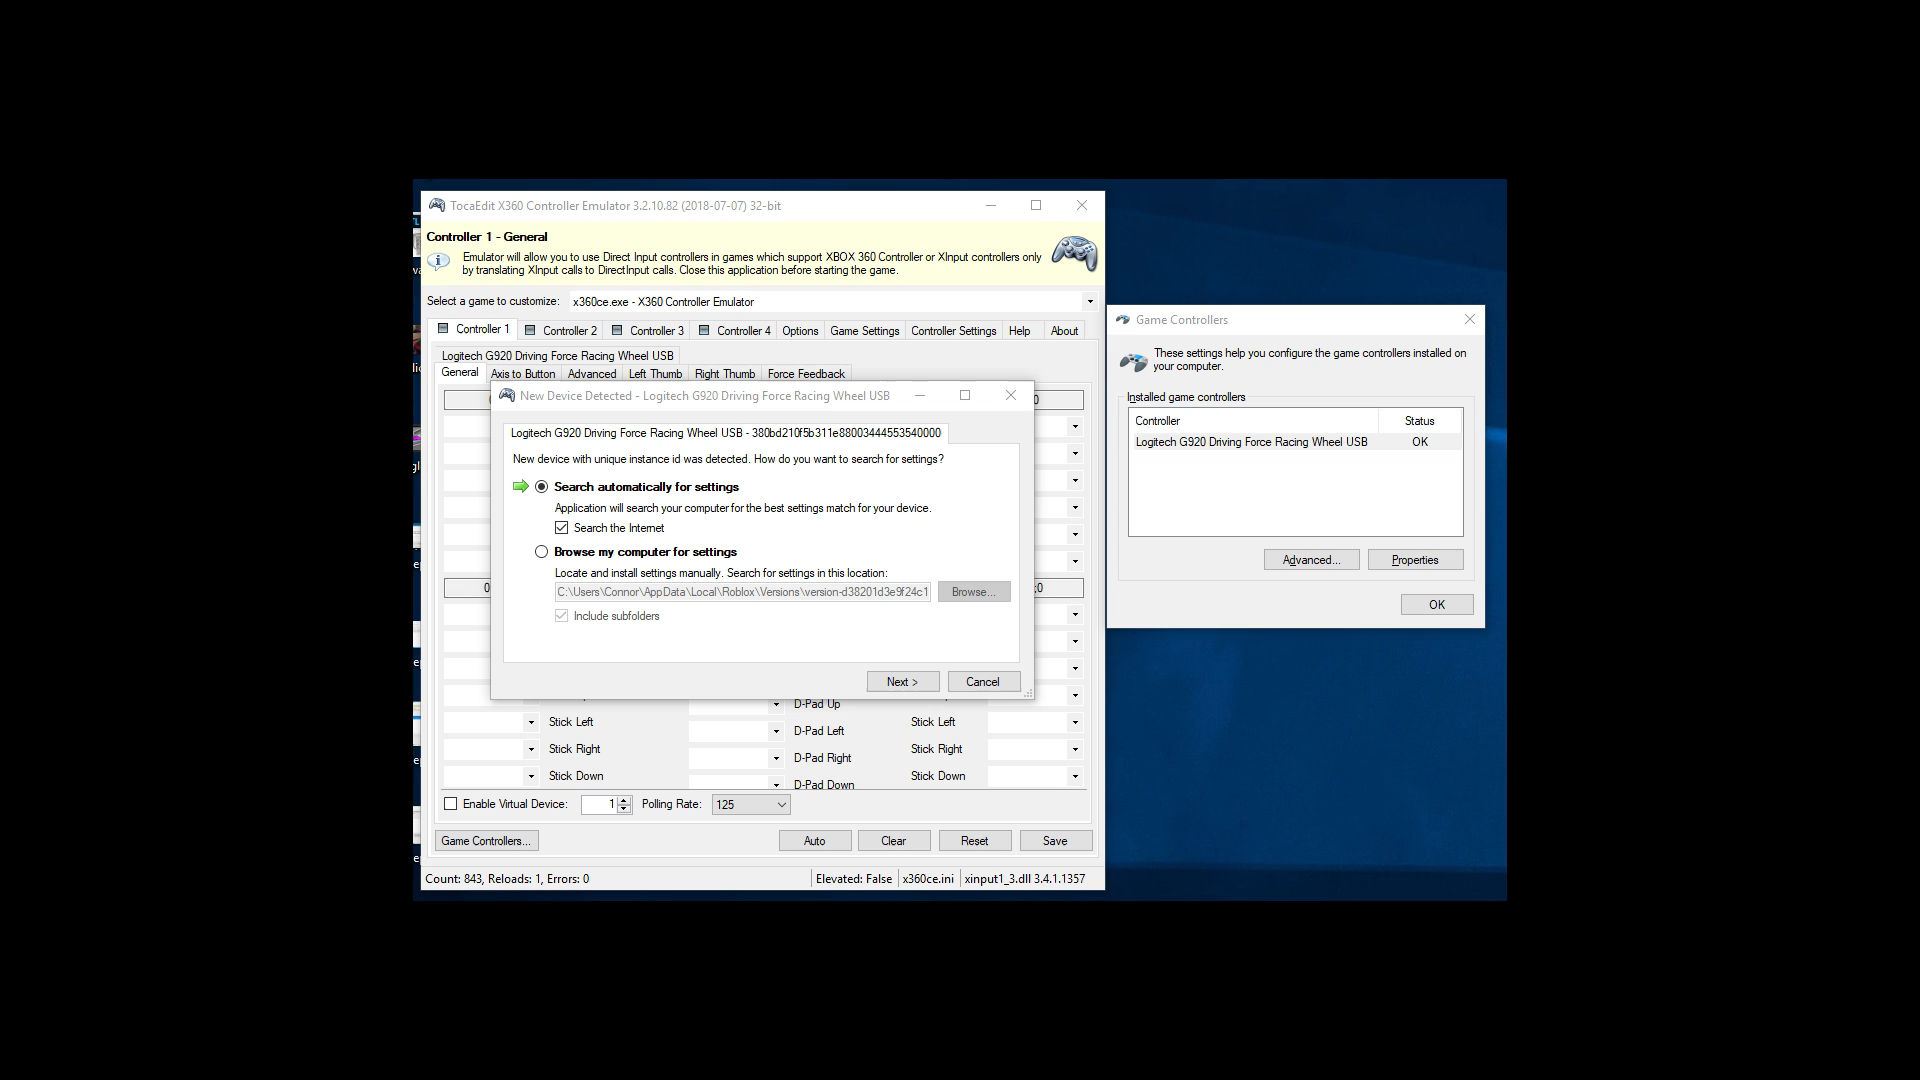 TocaEdit X360 Controller Emulator 3.2.10.82 (2018-07-07) 32-bit
Controller 1 - General
Emulator will allow you to use Direct Input controllers in games which support XBOX 360 Controller or XInput controllers only
by translating XInput calls to DirectInput calls. Close this application before starting the game.
Select a game to customize: x360ce.exe - X360 Controller Emulator
Controller 1 Controller 2 Controller 3 Controller 4 Options Game Settings Controller Settings Help About
Logitech G920 Driving Force Racing Wheel USB
General Axis to Button Advanced Left Thumb Right Thumb Force Feedback
New Device Detected - Logitech G920 Driving Force Racing Wheel USB
Logitech G920 Driving Force Racing Wheel USB - 380bd210f5b311e88003444553540000
New device with unique instance id was detected. How do you want to search for settings?
Search automatically for settings
Application will search your computer for the best settings match for your device.
Search the Internet
Browse my computer for settings
Locate and install settings manually. Search for settings in this location:
C:\Users\Connor\AppData\Local\Roblox\Versions\version-d38201d3e9f24c1 Browse...
Include subfolders
Next > Cancel
D-Pad Up
Stick Left D-Pad Left Stick Left
Stick Right D-Pad Right Stick Right
Stick Down D-Pad Down Stick Down
Enable Virtual Device: 1 Polling Rate: 125
Game Controllers... Auto Clear Reset Save
Count: 843, Reloads: 1, Errors: 0 Elevated: False x360ce.ini xinput1_3.dll 3.4.1.1357
Game Controllers
These settings help you configure the game controllers installed on
your computer.
Installed game controllers
Controller Status
Logitech G920 Driving Force Racing Wheel USB OK
Advanced... Properties
OK